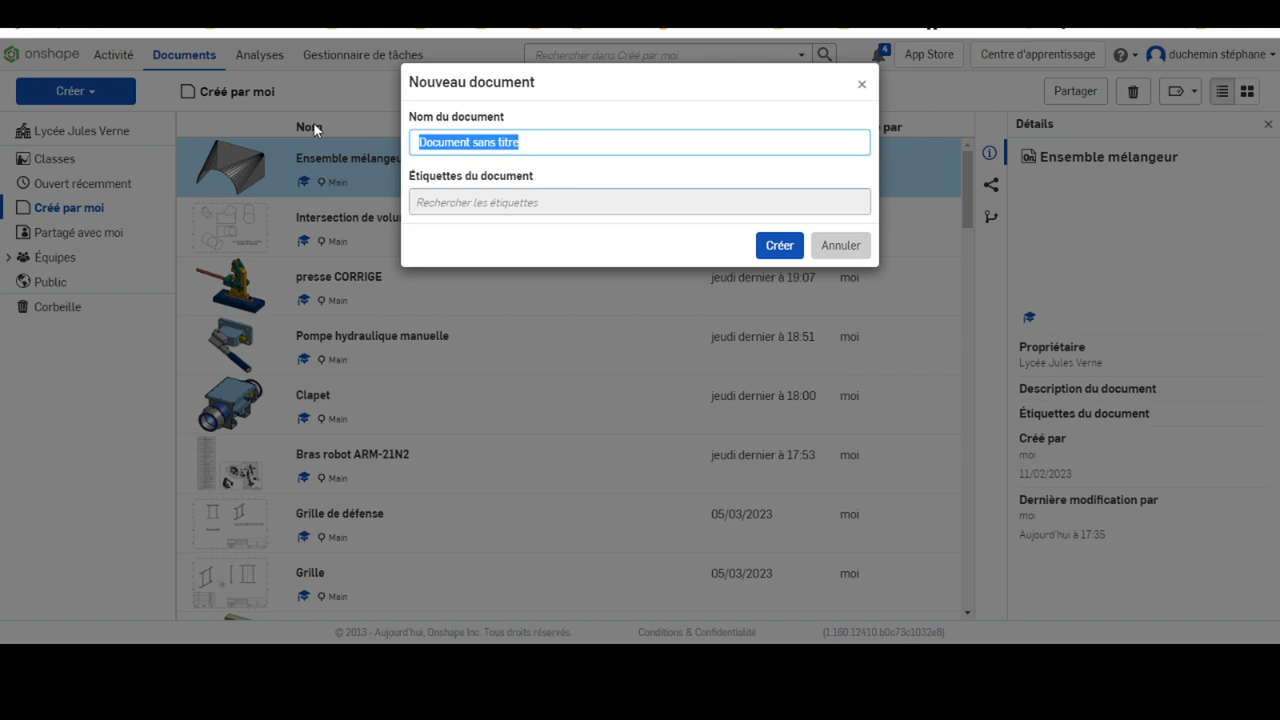 onshape
Activité
Documents
Analyses
Gestionnaire de tâches
Rechercher dans Créé par moi
4
App Store
Centre d'apprentissage
duchemin stéphane
Créer
Créé par moi
Partager
Nouveau document
Nom du document
Document sans titre
Étiquettes du document
Rechercher les étiquettes
Créer
Annuler
Lycée Jules Verne
Classes
Ouvert récemment
Créé par moi
Partagé avec moi
Équipes
Public
Corbeille
Nom
par
Ensemble mélangeu
Main
Intersection de volu
Main
presse CORRIGE
jeudi dernier à 19:07
moi
Main
Pompe hydraulique manuelle
jeudi dernier à 18:51
moi
Main
Clapet
jeudi dernier à 18:00
moi
Main
Bras robot ARM-21N2
jeudi dernier à 17:53
moi
Main
Grille de défense
05/03/2023
moi
Main
Grille
05/03/2023
moi
Main
Détails
Ensemble mélangeur
Propriétaire
Lycée Jules Verne
Description du document
Étiquettes du document
Créé par
moi
11/02/2023
Dernière modification par
moi
Aujourd'hui à 17:35
© 2013 - Aujourd'hui, Onshape Inc. Tous droits réservés.
Conditions & Confidentialité
(1.160.12410.b0c73c1032e8)